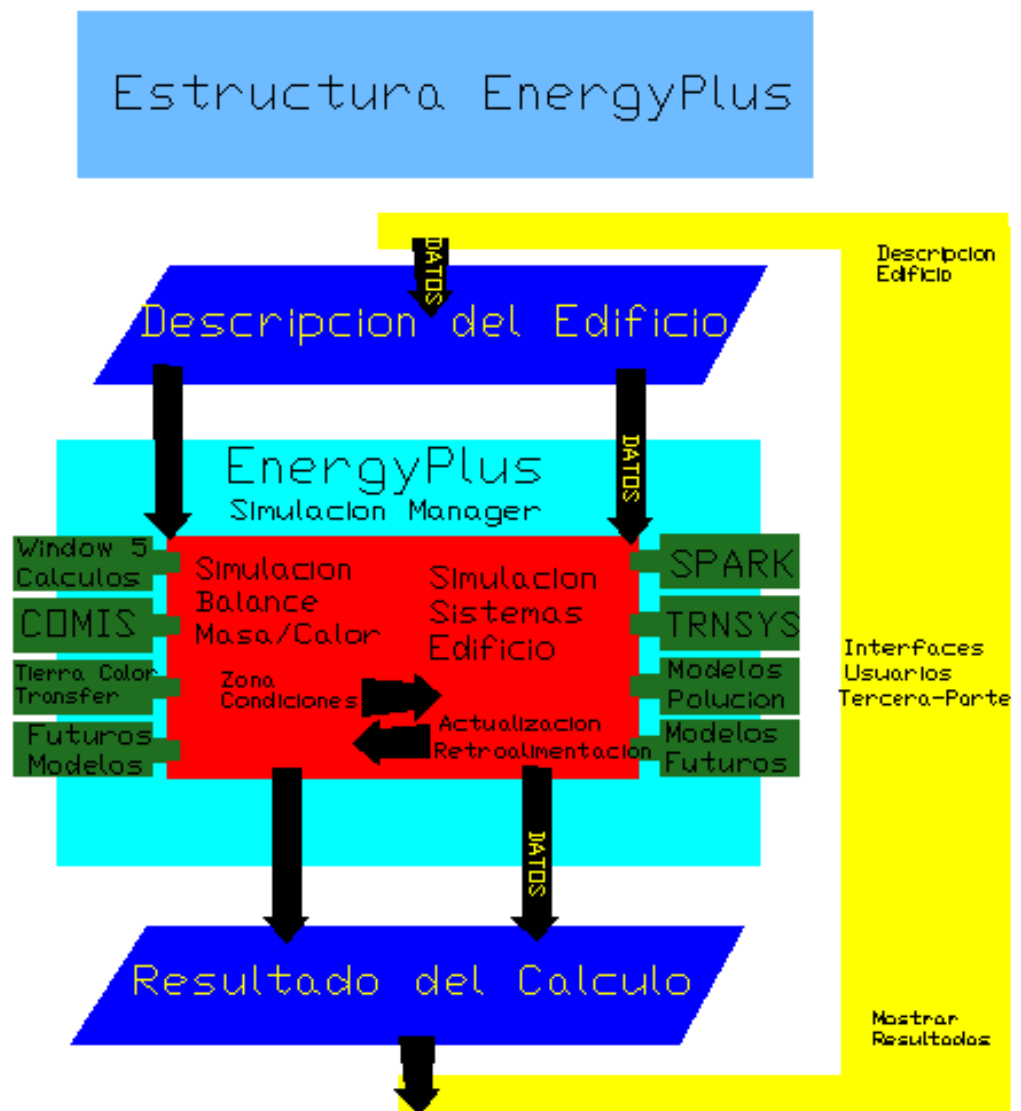 Estructura EnergyPlus
DATOS
Descripcion
Edificio
Descripcion del Edificio
DATOS
EnergyPlus
Simulacion Manager
Window 5
Calculos
COMIS
Tierra Calor
Transfer
Futuros
Modelos
Simulacion
Balance
Masa/Calor
Zona
Condiciones
Simulacion
Sistemas
Edificio
Actualizacion
Retroalimentacion
SPARK
TRNSYS
Modelos
Polucion
Modelos
Futuros
Interfaces
Usuarios
Tercera-Parte
DATOS
Resultado del Calculo
Mostrar
Resultados